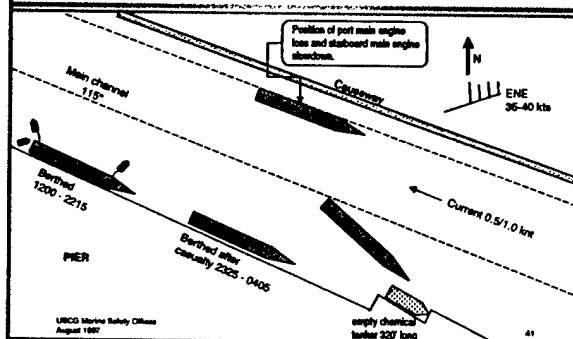 Position of port main engine
loss and starboard main engine
slowdown.
N
ENE
35-40 kts
Causeway
Main channel
115°
Current 0.5/1.0 knt
Berthed
1200 - 2215
Berthed after
casualty 2325 - 0405
PIER
USCG Marine Safety Offices
August 1997
empty chemical
tanker 320' long
41